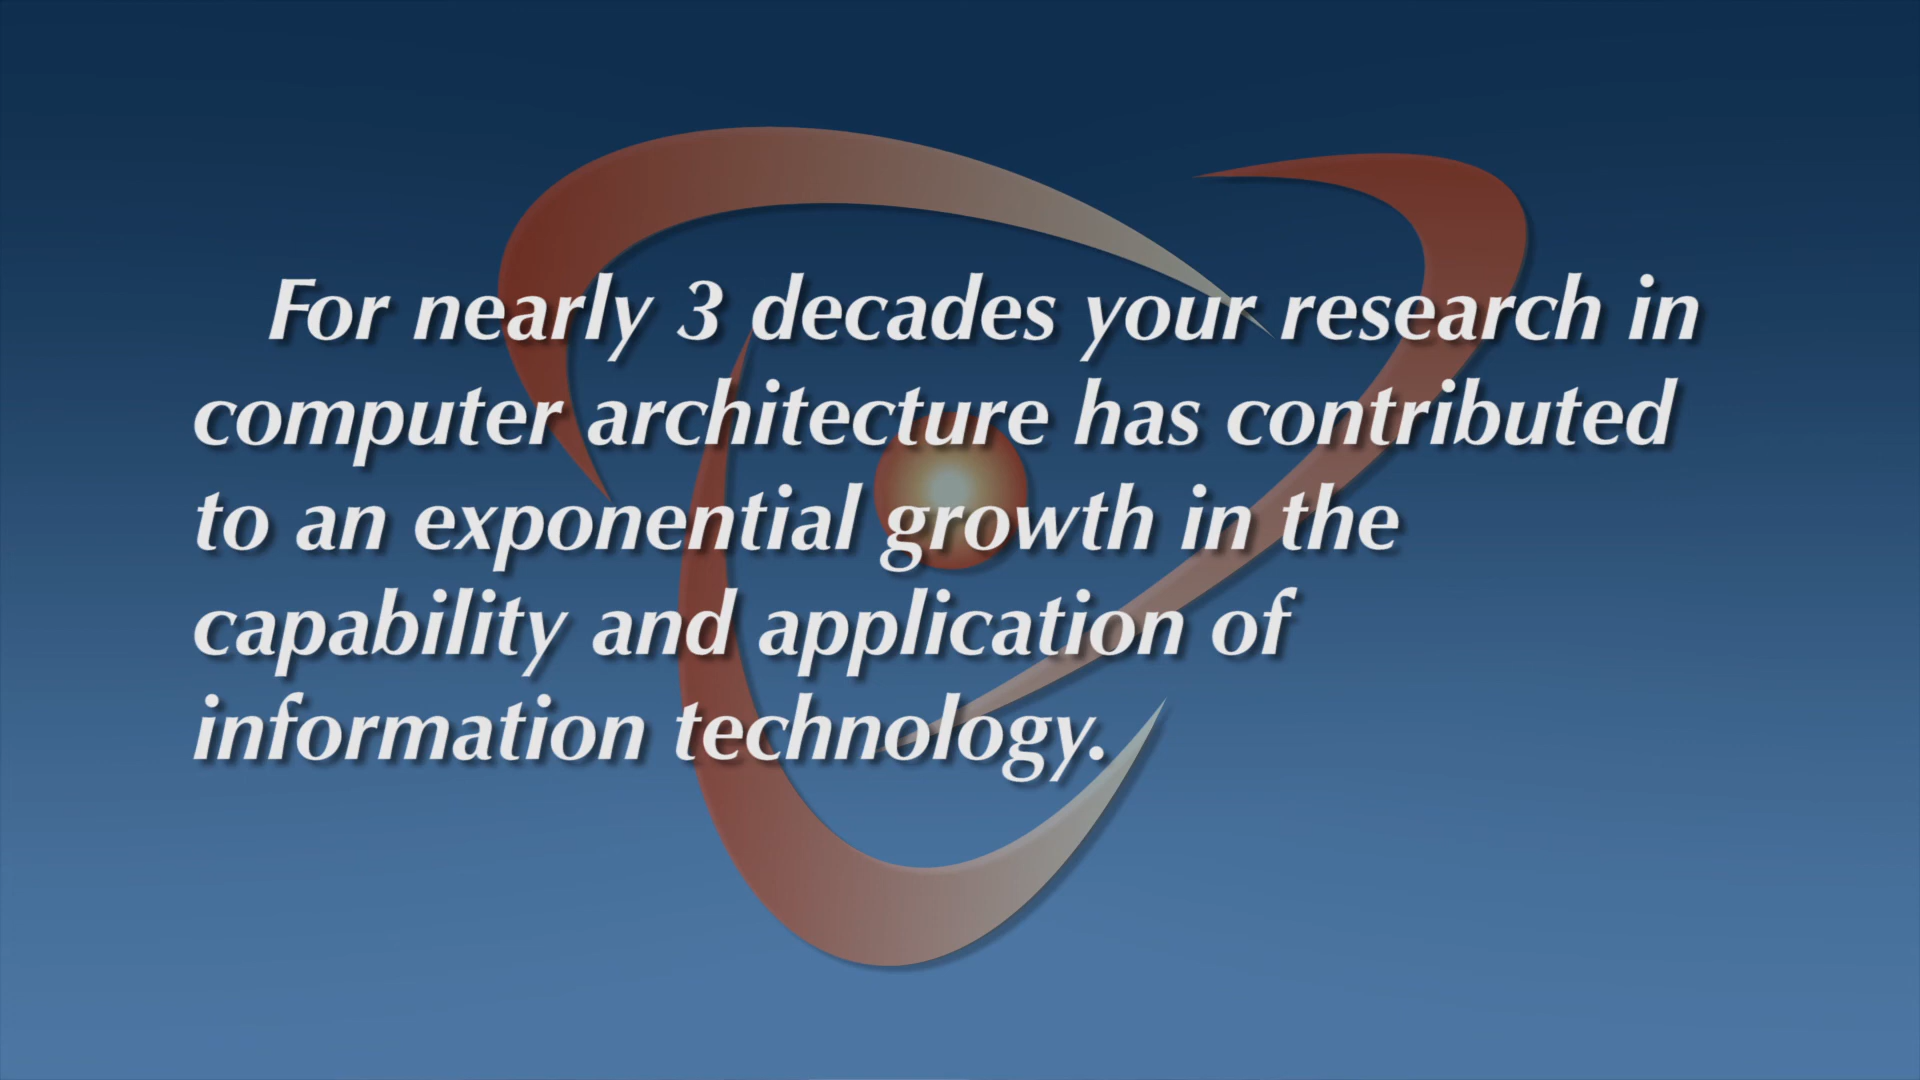 For nearly 3 decades your research in
computer architecture has contributed
to an exponential growth in the
capability and application of
information technology.